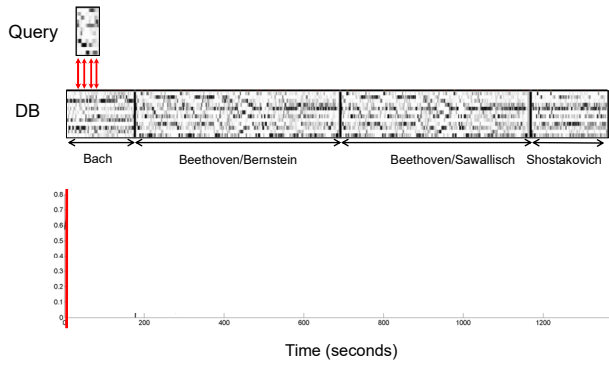 Query
DB
Bach
Beethoven/Bernstein
Beethoven/Sawallisch
Shostakovich
0.8
0.7
0.6
0.5
0.4
0.3
0.2
0.1
0
0 200 400 600 800 1000 1200
Time (seconds)